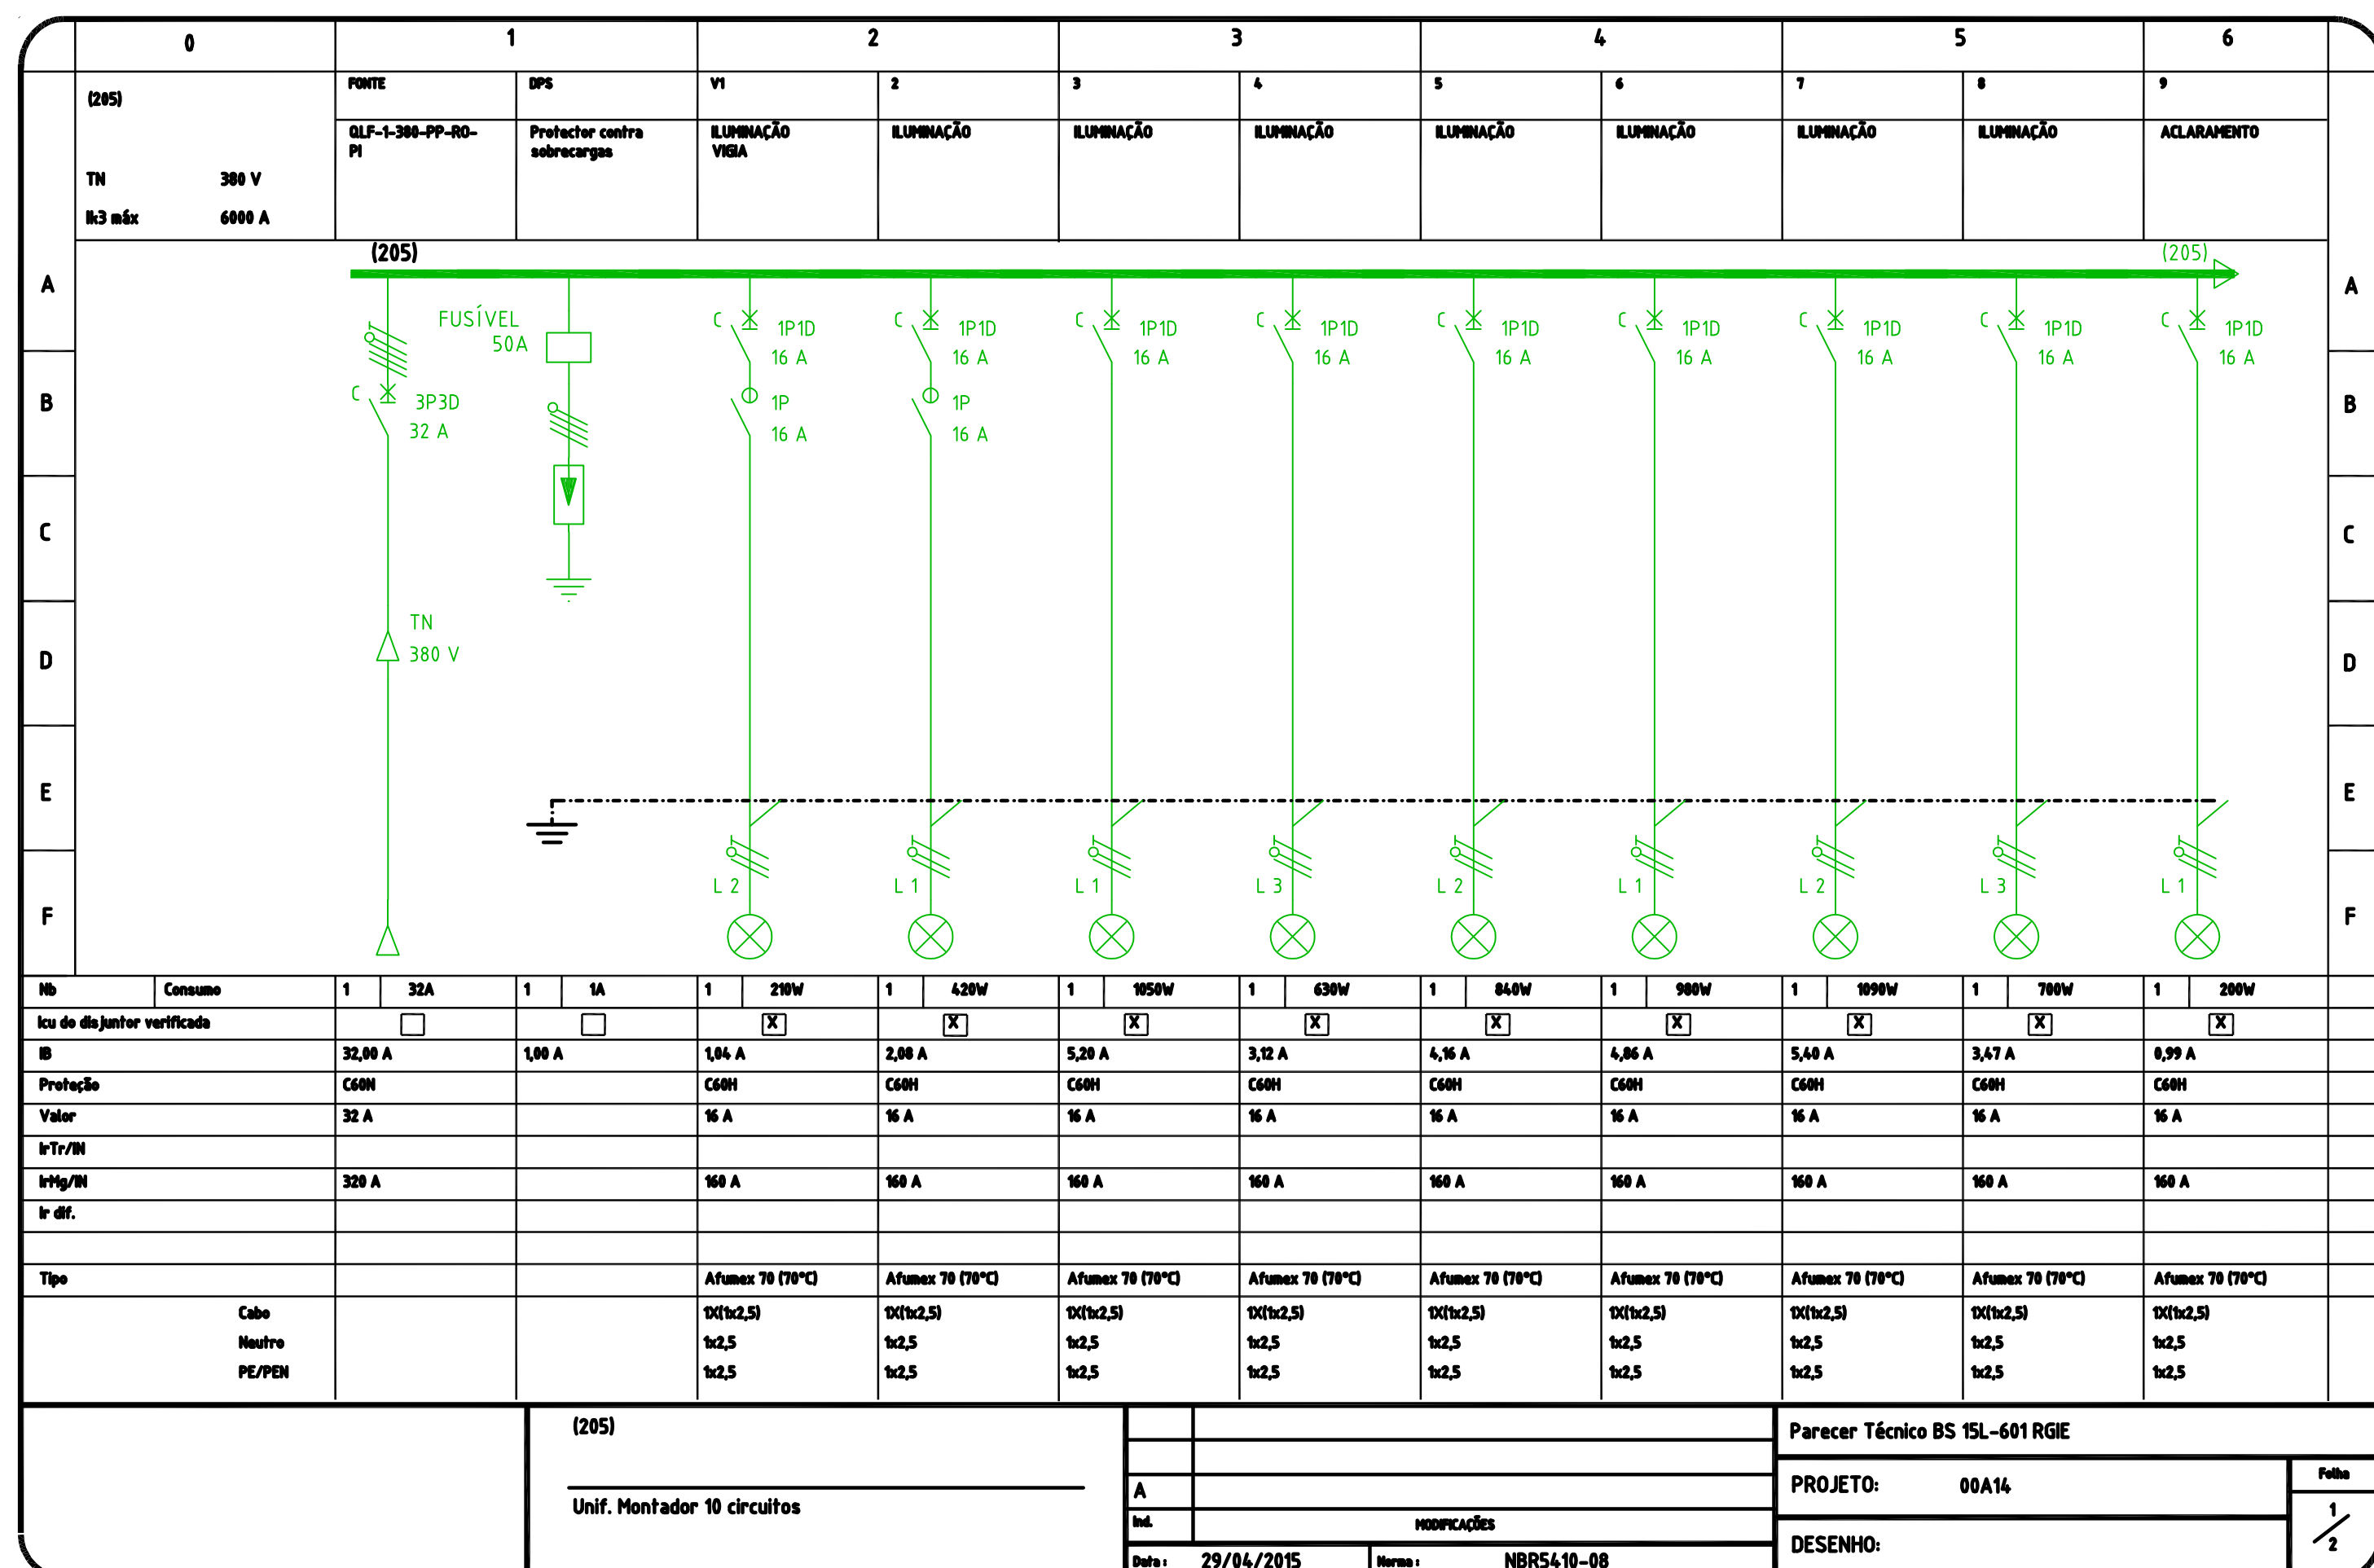 0 1 2 3 4 5 6
(205) FONTE DPS V1 2 3 4 5 6 7 8 9
QLF-1-380-PP-RO-PI Protector contra sobrecargas ILUMINAÇÃO VIGIA ILUMINAÇÃO ILUMINAÇÃO ILUMINAÇÃO ILUMINAÇÃO ILUMINAÇÃO ILUMINAÇÃO ILUMINAÇÃO ACLARAMENTO
TN 380 V
Ik3 máx 6000 A
(205) (205)
A A
FUSÍVEL C 1P1D C 1P1D C 1P1D C 1P1D C 1P1D C 1P1D C 1P1D C 1P1D C 1P1D
50A 16 A 16 A 16 A 16 A 16 A 16 A 16 A 16 A 16 A
B C 3P3D 1P 1P B
32 A 16 A 16 A
C C
TN
D 380 V D
E E
L 2 L 1 L 1 L 3 L 2 L 1 L 2 L 3 L 1
F F
Nb Consumo 1 32A 1 1A 1 210W 1 420W 1 1050W 1 630W 1 840W 1 980W 1 1090W 1 700W 1 200W
Icu do disjuntor verificada X X X X X X X X X
IB 32,00 A 1,00 A 1,04 A 2,08 A 5,20 A 3,12 A 4,16 A 4,86 A 5,40 A 3,47 A 0,99 A
Proteção C60N C60H C60H C60H C60H C60H C60H C60H C60H C60H
Valor 32 A 16 A 16 A 16 A 16 A 16 A 16 A 16 A 16 A 16 A
IrTr/IN
IrMg/IN 320 A 160 A 160 A 160 A 160 A 160 A 160 A 160 A 160 A 160 A
Ir dif.
Tipo Afumex 70 (70°C) Afumex 70 (70°C) Afumex 70 (70°C) Afumex 70 (70°C) Afumex 70 (70°C) Afumex 70 (70°C) Afumex 70 (70°C) Afumex 70 (70°C) Afumex 70 (70°C)
Cabo 1X(1x2,5) 1X(1x2,5) 1X(1x2,5) 1X(1x2,5) 1X(1x2,5) 1X(1x2,5) 1X(1x2,5) 1X(1x2,5) 1X(1x2,5)
Neutro 1x2,5 1x2,5 1x2,5 1x2,5 1x2,5 1x2,5 1x2,5 1x2,5 1x2,5
PE/PEN 1x2,5 1x2,5 1x2,5 1x2,5 1x2,5 1x2,5 1x2,5 1x2,5 1x2,5
(205)
Unif. Montador 10 circuitos
A
Ind. MODIFICAÇÕES
Data : 29/04/2015 Norma : NBR5410-08
Parecer Técnico BS 15L-601 RGIE
PROJETO: 00A14
DESENHO:
Folha
1/2